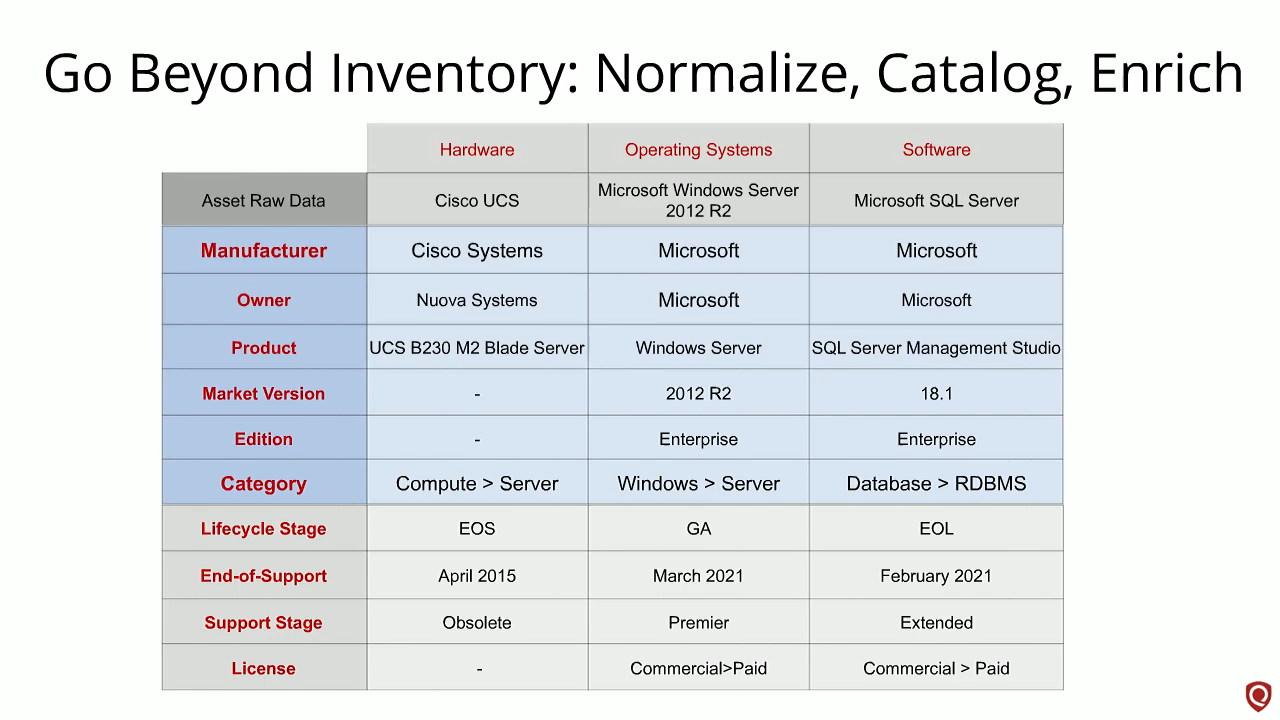 Go Beyond Inventory: Normalize, Catalog, Enrich
Hardware Operating Systems Software
Asset Raw Data Cisco UCS Microsoft Windows Server 2012 R2 Microsoft SQL Server
Manufacturer Cisco Systems Microsoft Microsoft
Owner Nuova Systems Microsoft Microsoft
Product UCS B230 M2 Blade Server Windows Server SQL Server Management Studio
Market Version - 2012 R2 18.1
Edition - Enterprise Enterprise
Category Compute > Server Windows > Server Database > RDBMS
Lifecycle Stage EOS GA EOL
End-of-Support April 2015 March 2021 February 2021
Support Stage Obsolete Premier Extended
License - Commercial>Paid Commercial > Paid